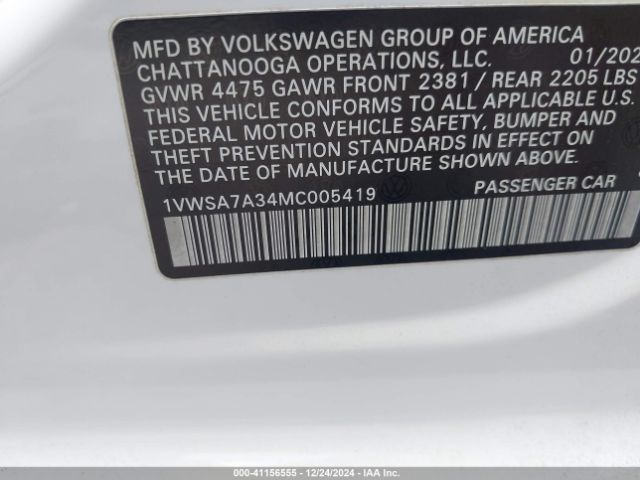 MFD BY VOLKSWAGEN GROUP OF AMERICA
CHATTANOOGA OPERATIONS, LLC. 01/202
GVWR 4475 GAWR FRONT 2381 / REAR 2205 LBS
THIS VEHICLE CONFORMS TO ALL APPLICABLE U.S.
FEDERAL MOTOR VEHICLE SAFETY, BUMPER AND
THEFT PREVENTION STANDARDS IN EFFECT ON
THE DATE OF MANUFACTURE SHOWN ABOVE.
1VWSA7A34MC005419 PASSENGER CAR
000-41156555 - 12/24/2024 - IAA Inc.